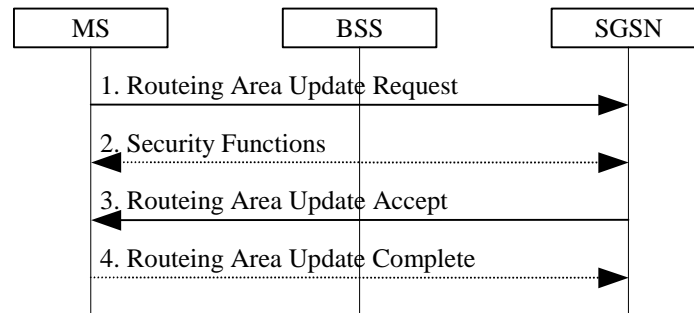 MS BSS SGSN
1. Routeing Area Update Request
2. Security Functions
3. Routeing Area Update Accept
4. Routeing Area Update Complete